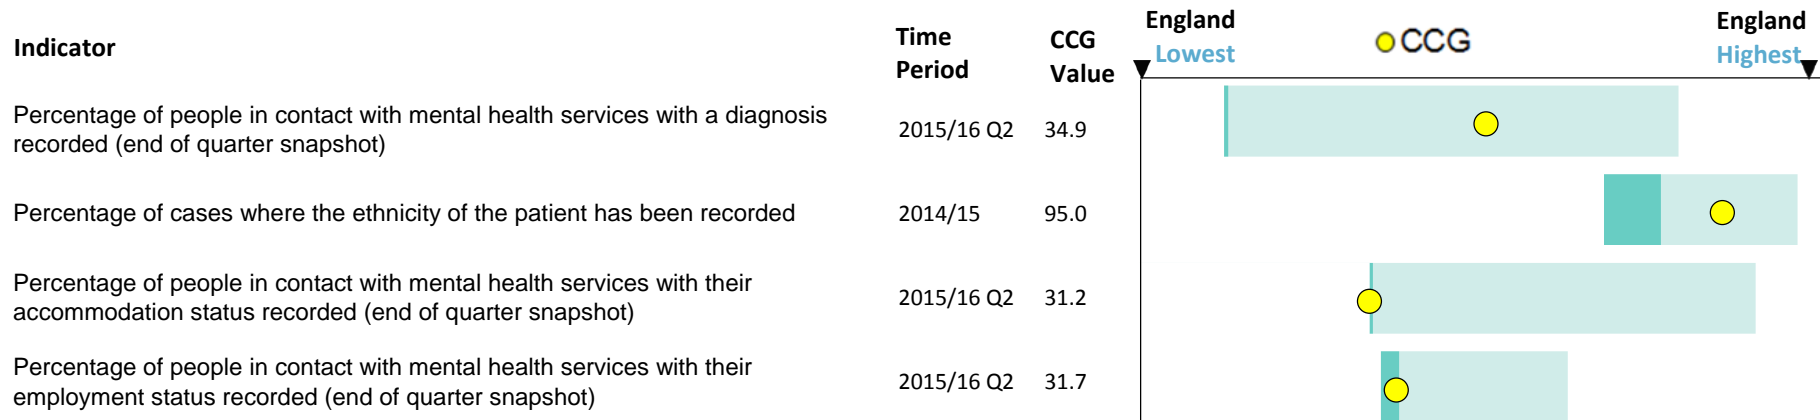 Indicator
Time
Period
CCG
Value
England
Lowest
CCG
England
Highest
Percentage of people in contact with mental health services with a diagnosis
recorded (end of quarter snapshot)
2015/16 Q2
34.9
Percentage of cases where the ethnicity of the patient has been recorded
2014/15
95.0
Percentage of people in contact with mental health services with their
accommodation status recorded (end of quarter snapshot)
2015/16 Q2
31.2
Percentage of people in contact with mental health services with their
employment status recorded (end of quarter snapshot)
2015/16 Q2
31.7